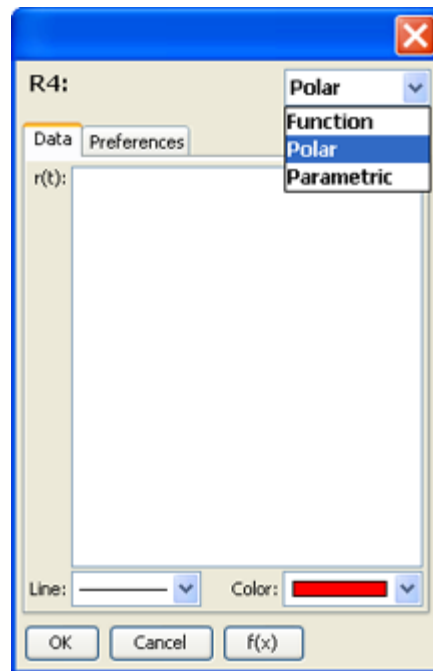 R4:
Polar
Function
Polar
Parametric
Data Preferences
r(t):
Line: Color:
OK Cancel f(x)